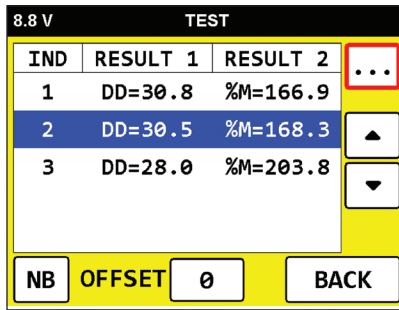 8.8 V TEST
IND RESULT 1 RESULT 2 ...
1 DD=30.8 %M=166.9
2 DD=30.5 %M=168.3
3 DD=28.0 %M=203.8
NB OFFSET 0 BACK